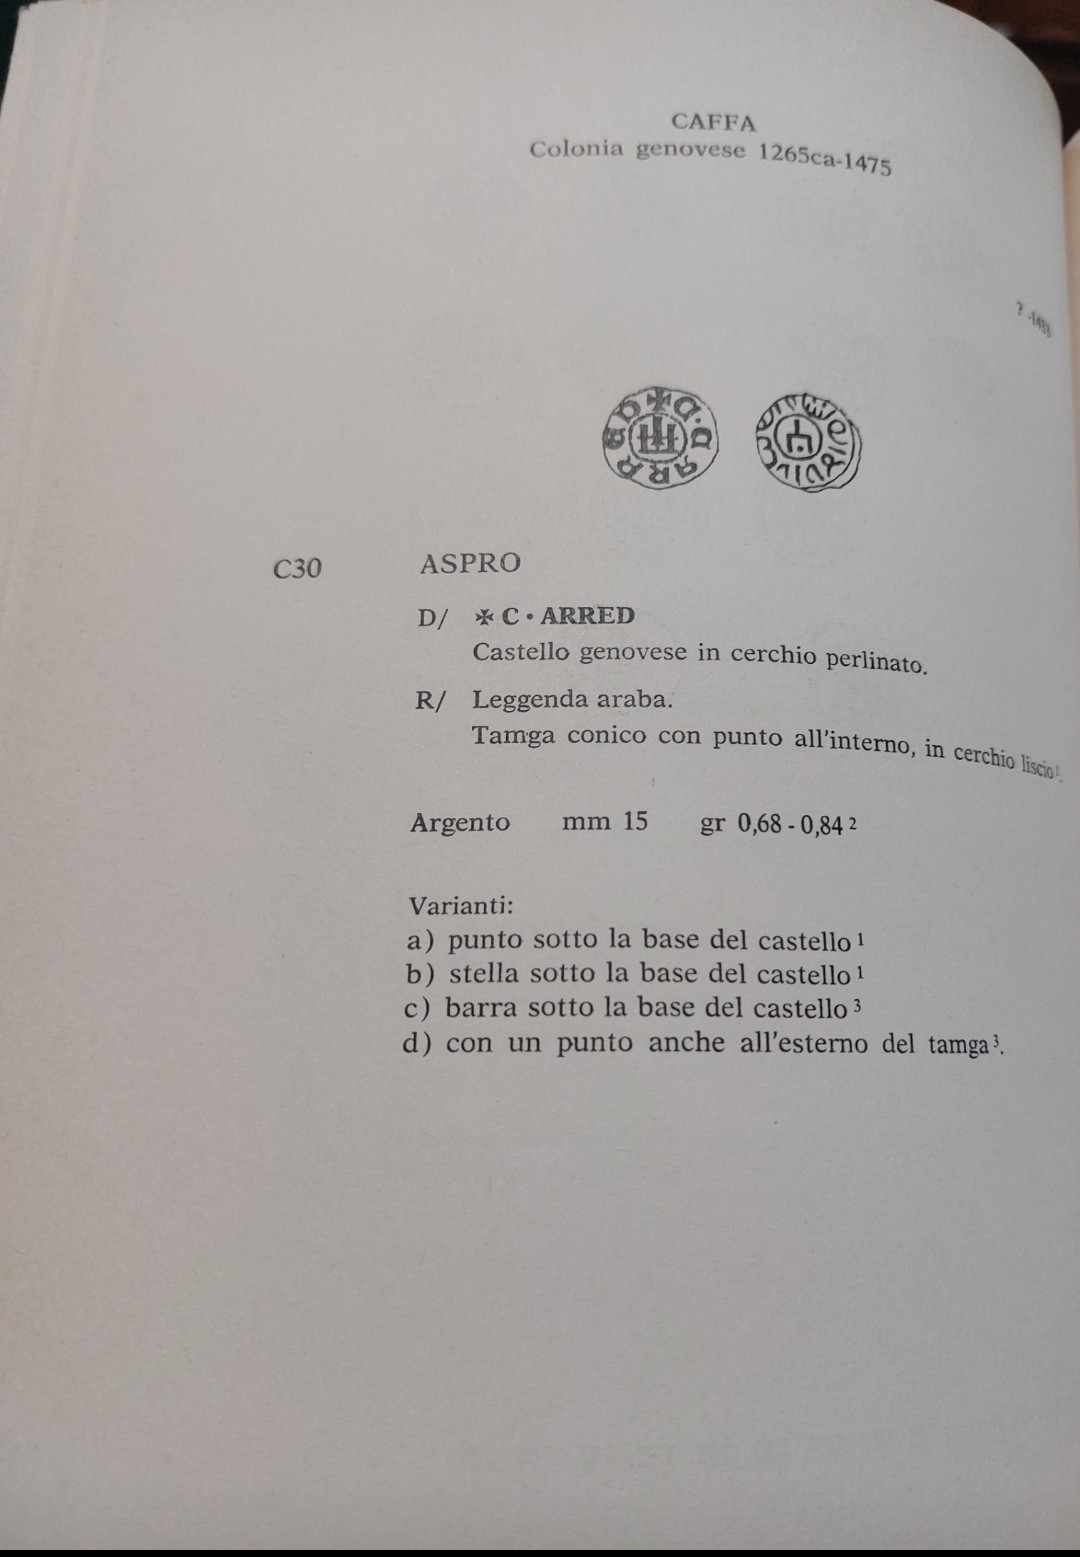 CAFFA
Colonia genovese 1265ca-1475
? -1453
C30 ASPRO
D/ ✠ C • ARRED
Castello genovese in cerchio perlinato.
R/ Leggenda araba.
Tamga conico con punto all'interno, in cerchio liscio¹.
Argento mm 15 gr 0,68 - 0,84 ²
Varianti:
a) punto sotto la base del castello ¹
b) stella sotto la base del castello ¹
c) barra sotto la base del castello ³
d) con un punto anche all'esterno del tamga ³.